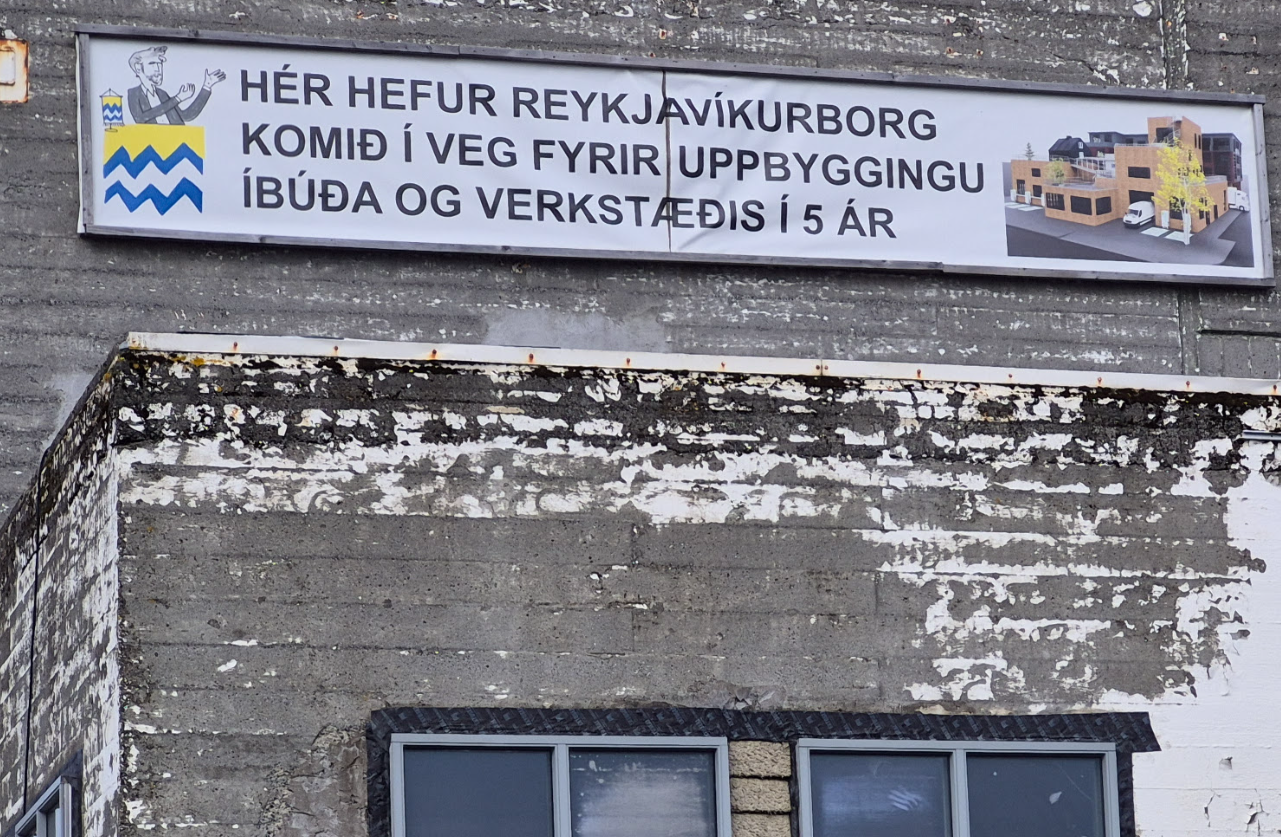 HÉR HEFUR REYKJAVÍKURBORG
KOMIÐ Í VEG FYRIR UPPBYGGINGU
ÍBÚÐA OG VERKSTÆÐIS Í 5 ÁR